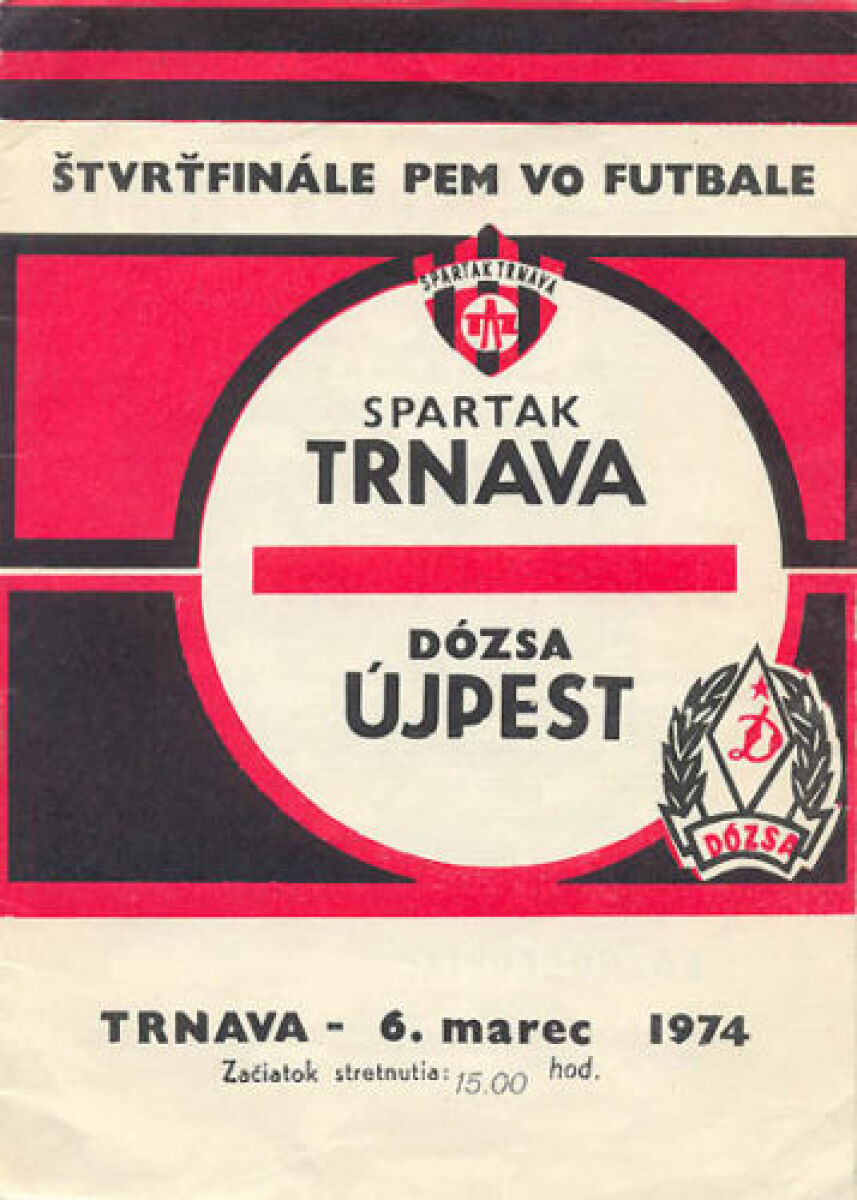 ŠTVRŤFINÁLE PEM VO FUTBALE
SPARTAK TRNAVA
TAZ
SPARTAK
TRNAVA
DÓZSA
ÚJPEST
D
DÓZSA
TRNAVA - 6. marec 1974
Začiatok stretnutia: 15.00 hod.